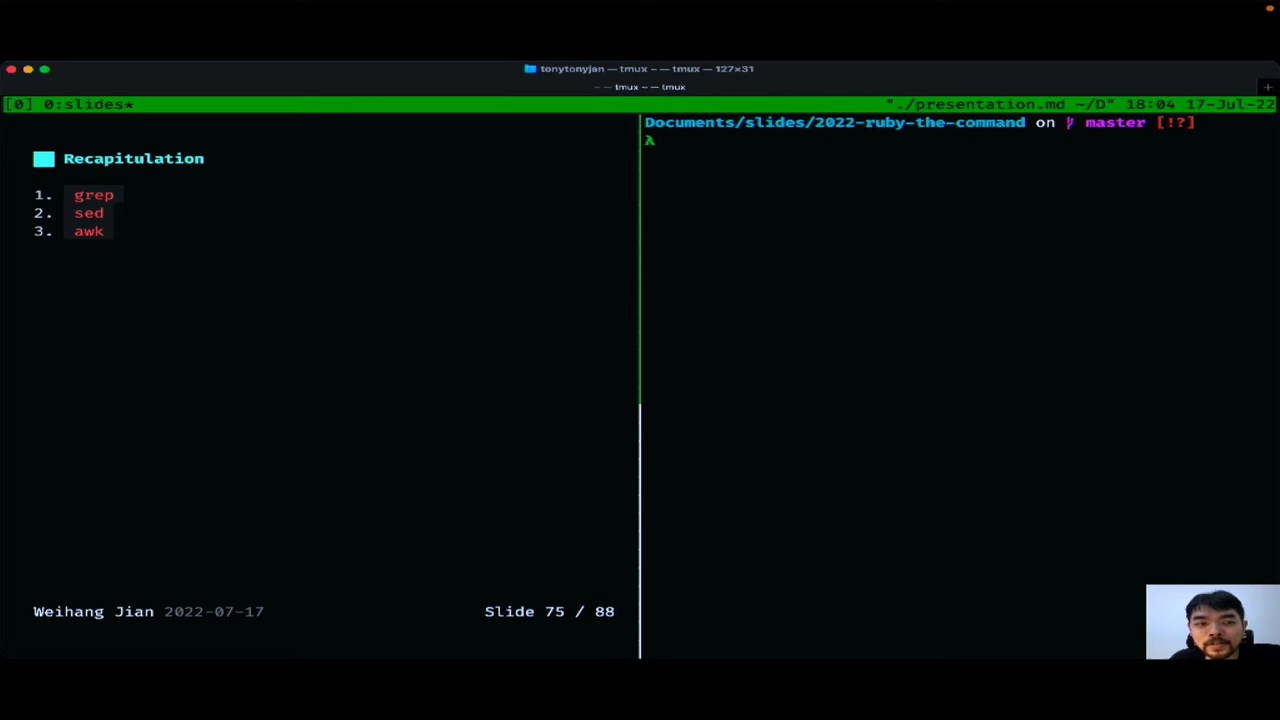 tonytonyjan — tmux - — tmux — 127×31
- — tmux - — tmux
[0] 0:slides* "./presentation.md ~/D" 18:04 17-Jul-22
Recapitulation
1. grep
2. sed
3. awk
Weihang Jian 2022-07-17 Slide 75 / 88
Documents/slides/2022-ruby-the-command on master [!?]
λ